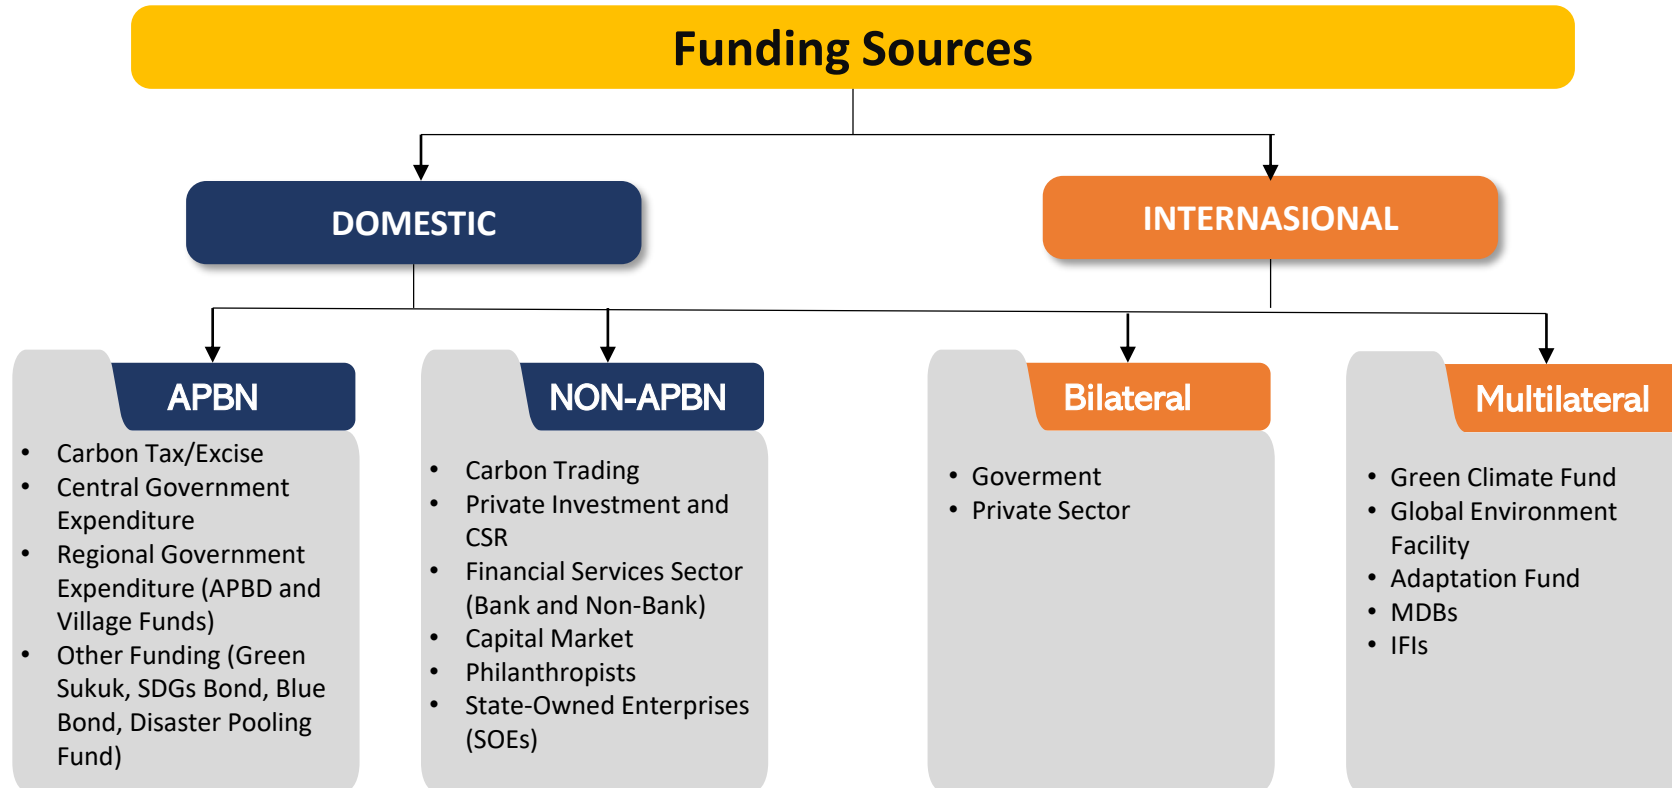 Funding Sources
DOMESTIC
INTERNASIONAL
APBN
• Carbon Tax/Excise
• Central Government
Expenditure
• Regional Government
Expenditure (APBD and
Village Funds)
• Other Funding (Green
Sukuk, SDGs Bond, Blue
Bond, Disaster Pooling
Fund)
NON-APBN
• Carbon Trading
• Private Investment and
CSR
• Financial Services Sector
(Bank and Non-Bank)
• Capital Market
• Philanthropists
• State-Owned Enterprises
(SOEs)
Bilateral
• Goverment
• Private Sector
Multilateral
• Green Climate Fund
• Global Environment
Facility
• Adaptation Fund
• MDBs
• IFIs